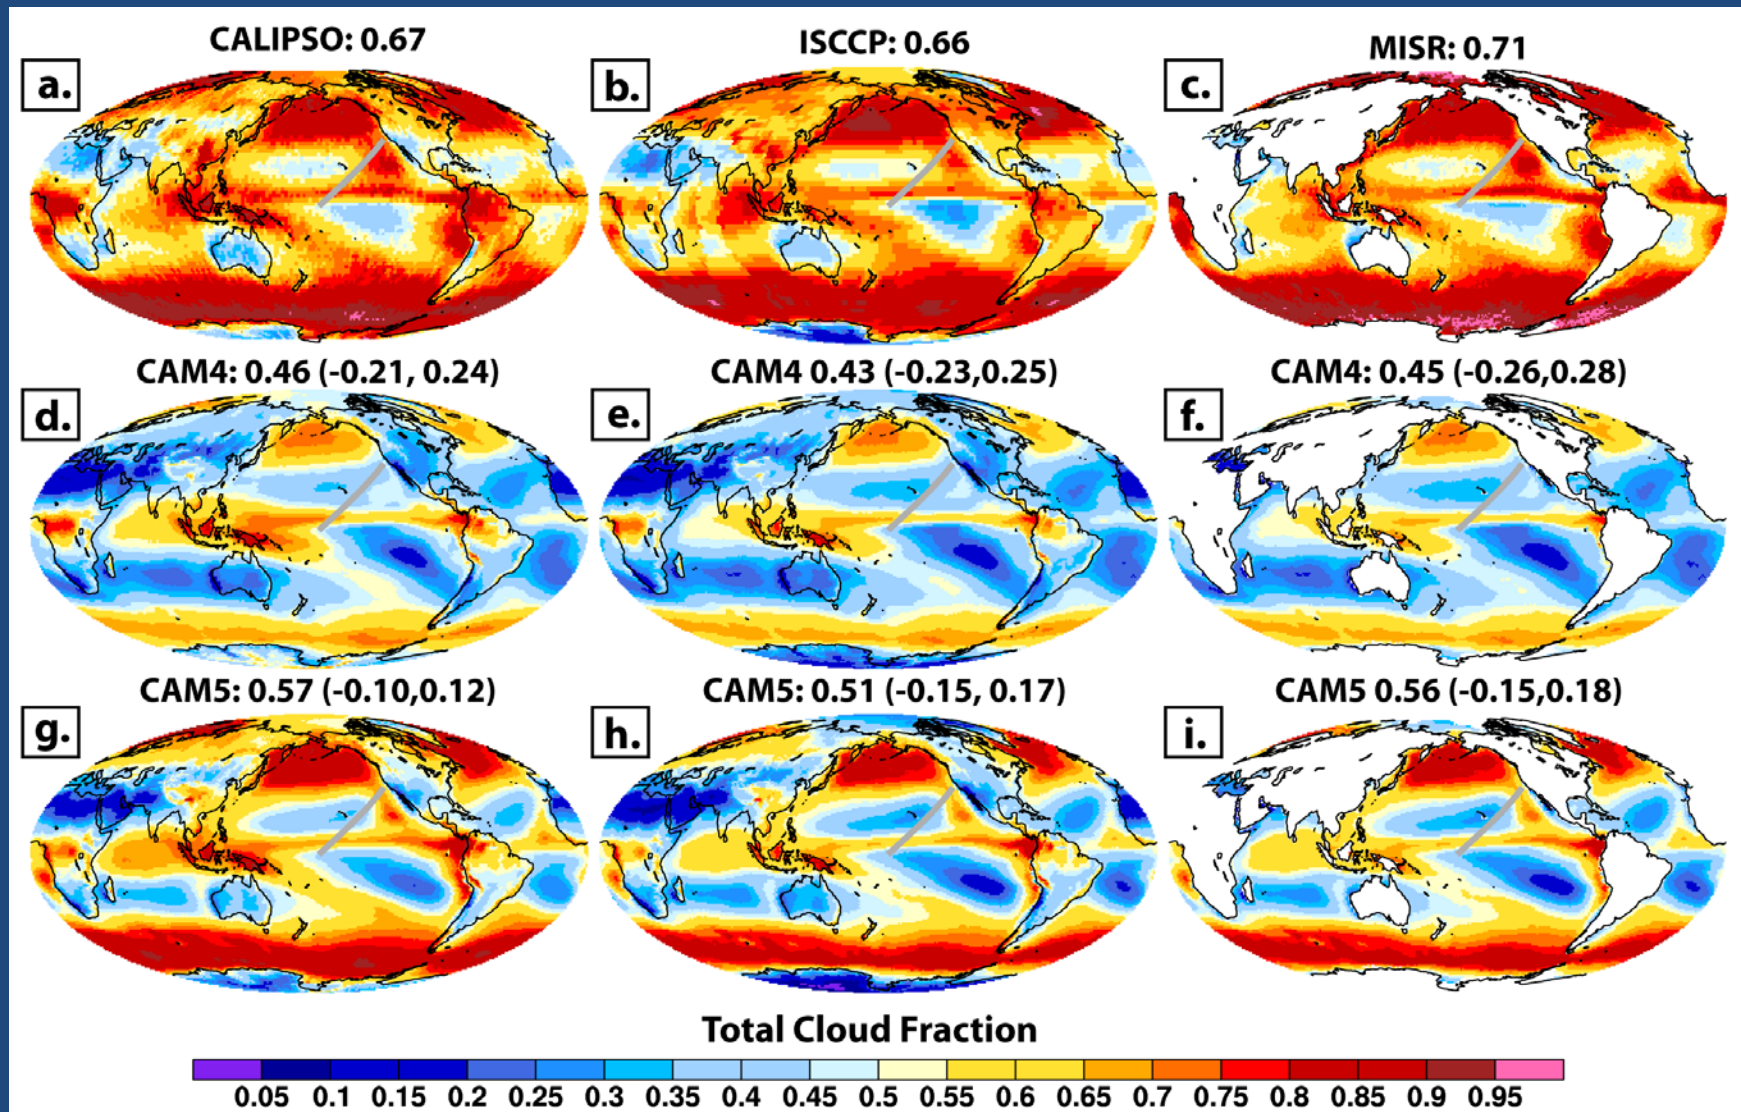 CALIPSO: 0.67
ISCCP: 0.66
MISR: 0.71
a.
b.
c.
CAM4: 0.46 (-0.21, 0.24)
CAM4 0.43 (-0.23,0.25)
CAM4: 0.45 (-0.26,0.28)
d.
e.
f.
CAM5: 0.57 (-0.10,0.12)
CAM5: 0.51 (-0.15, 0.17)
CAM5 0.56 (-0.15,0.18)
g.
h.
i.
Total Cloud Fraction
0.05 0.1 0.15 0.2 0.25 0.3 0.35 0.4 0.45 0.5 0.55 0.6 0.65 0.7 0.75 0.8 0.85 0.9 0.95